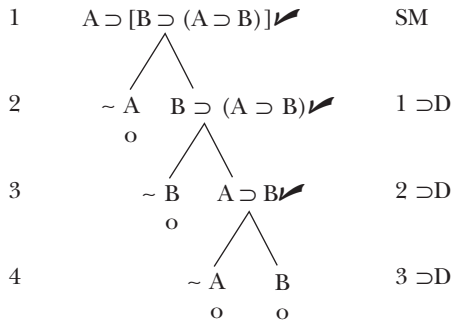 1 A ⊃ [B ⊃ (A ⊃ B)]✔ SM
2 ~ A B ⊃ (A ⊃ B)✔ 1 ⊃D
o
3 ~ B A ⊃ B✔ 2 ⊃D
o
4 ~ A B 3 ⊃D
o o